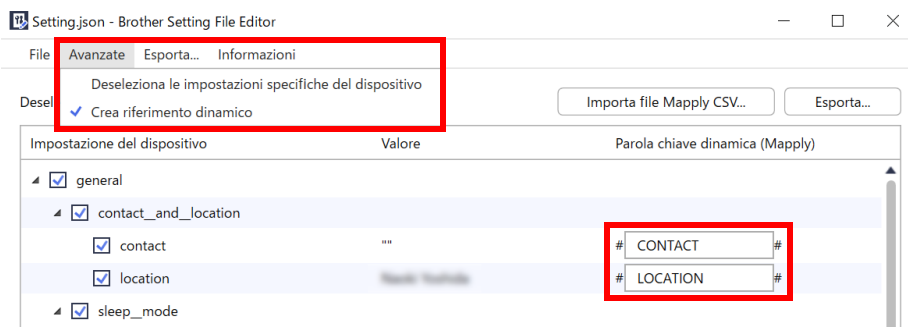 Setting.json - Brother Setting File Editor
File Avanzate Esporta... Informazioni
Deseleziona le impostazioni specifiche del dispositivo
Crea riferimento dinamico
Desel
Importa file Mapply CSV... Esporta...
Impostazione del dispositivo Valore Parola chiave dinamica (Mapply)
general
contact__and__location
contact "" # CONTACT #
location # LOCATION #
sleep__mode